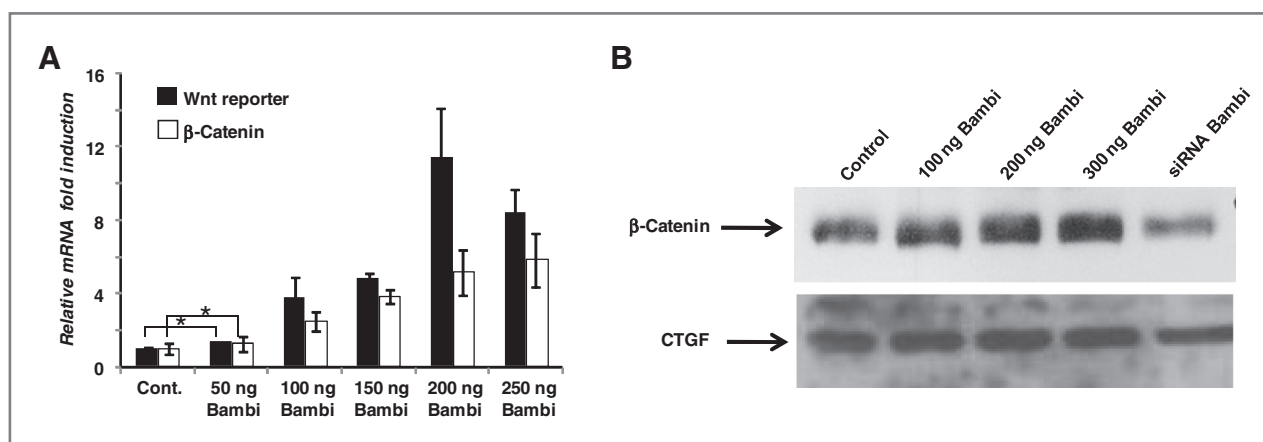 A
Relative mRNA fold induction
16
12
8
4
0
Wnt reporter
β-Catenin
*
*
Cont.
50 ng
Bambi
100 ng
Bambi
150 ng
Bambi
200 ng
Bambi
250 ng
Bambi
B
Control
100 ng Bambi
200 ng Bambi
300 ng Bambi
siRNA Bambi
β-Catenin
CTGF